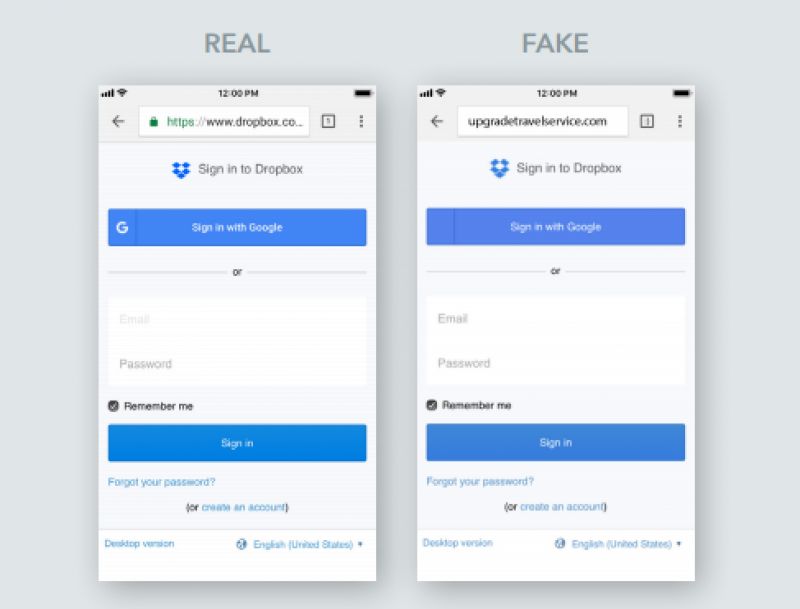 REAL
12:00 PM
https://www.dropbox.co...
1
Sign in to Dropbox
G Sign in with Google
or
Email
Password
Remember me
Sign in
Forgot your password?
(or create an account)
Desktop version English (United States)
FAKE
12:00 PM
upgradetravelservice.com
Sign in to Dropbox
Sign in with Google
or
Email
Password
Remember me
Sign in
Forgot your password?
(or create an account)
Desktop version English (United States)